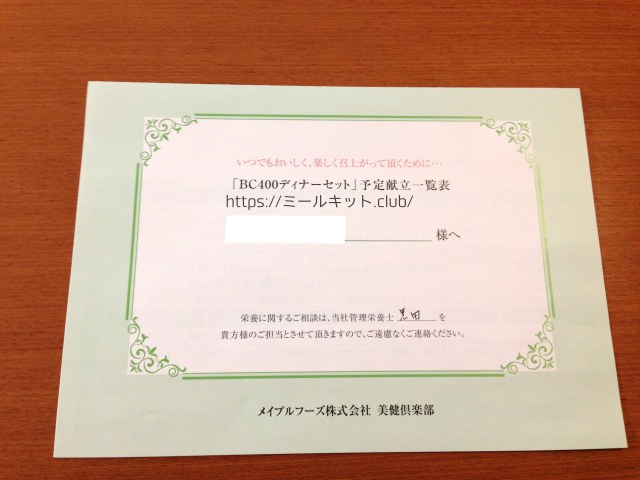 いつでもおいしく、楽しく召上がって頂くために…
「BC400ディナーセット」予定献立一覧表
https://ミールキット.club/
様へ
栄養に関するご相談は、当社管理栄養士 黒田 を
貴方様のご担当とさせて頂きますので、ご遠慮なくご連絡ください。
メイプルフーズ株式会社 美健倶楽部